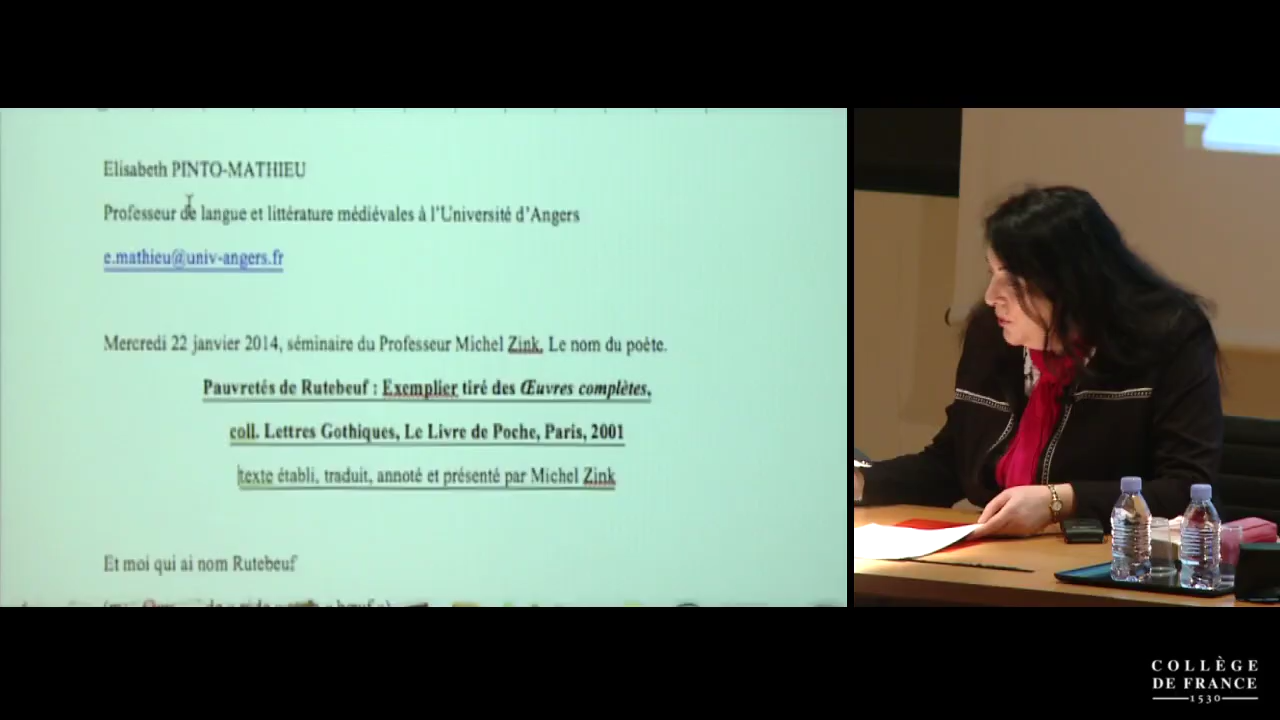 Elisabeth PINTO-MATHIEU
Professeur de langue et littérature médiévales à l'Université d'Angers
e.mathieu@univ-angers.fr
Mercredi 22 janvier 2014, séminaire du Professeur Michel Zink. Le nom du poète.
Pauvretés de Rutebeuf : Exemplier tiré des Œuvres complètes,
coll. Lettres Gothiques, Le Livre de Poche, Paris, 2001
texte établi, traduit, annoté et présenté par Michel Zink
Et moi qui ai nom Rutebeuf
COLLÈGE
DE FRANCE
1530